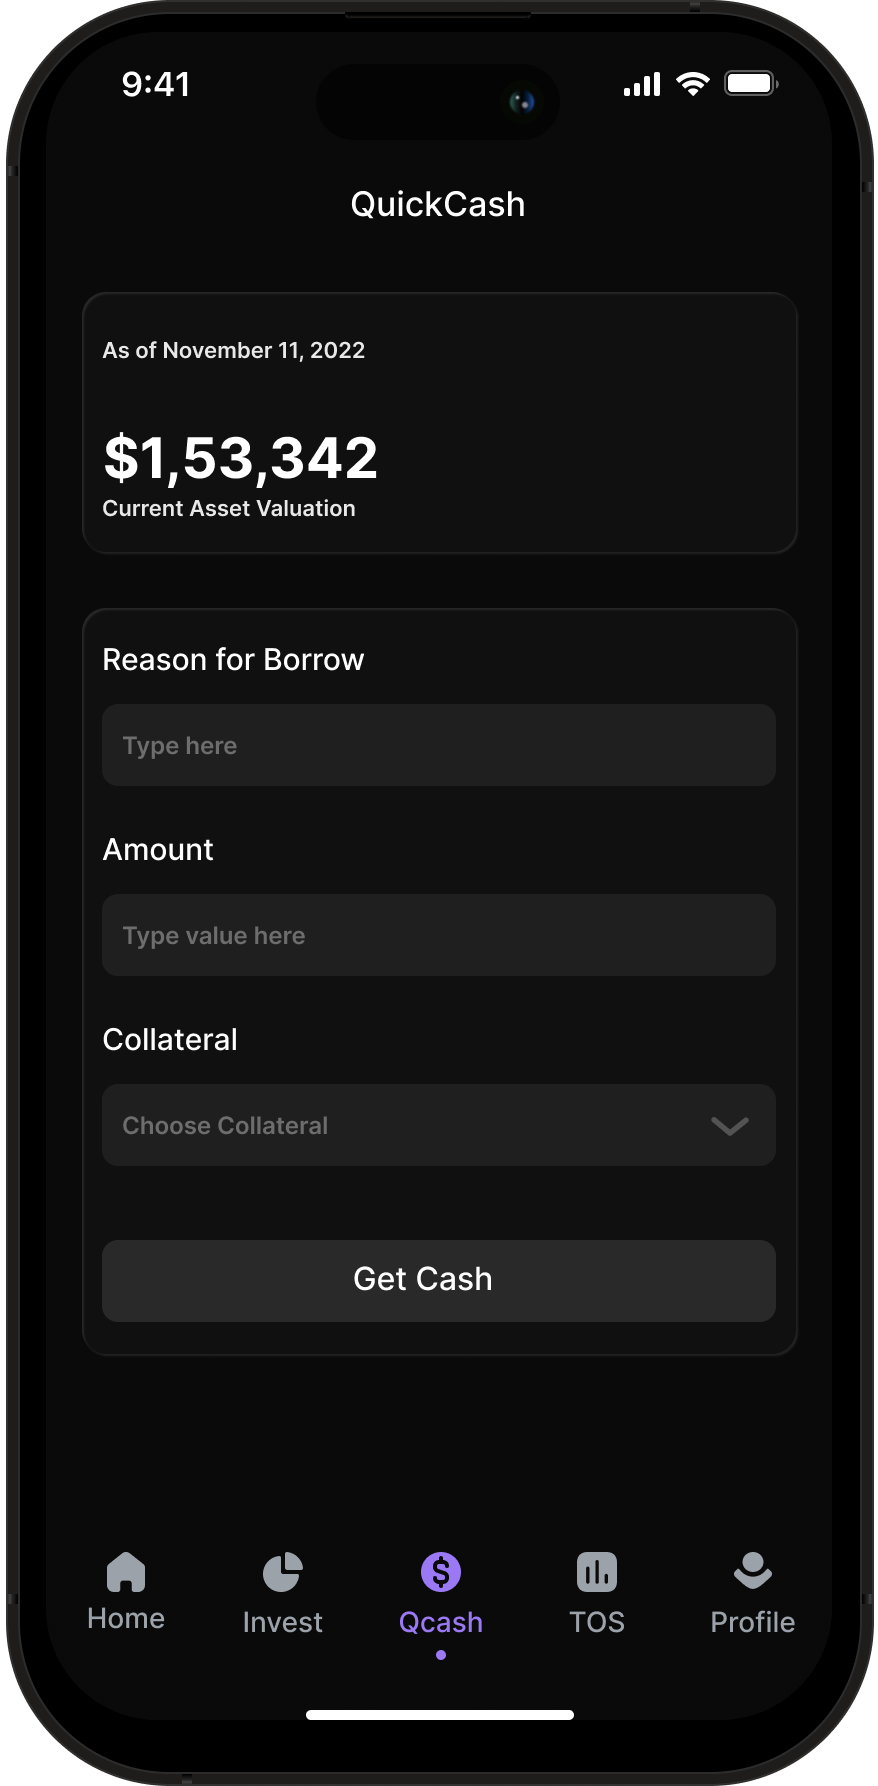 9:41
QuickCash
As of November 11, 2022
$1,53,342
Current Asset Valuation
Reason for Borrow
Type here
Amount
Type value here
Collateral
Choose Collateral
Get Cash
Home Invest Qcash TOS Profile